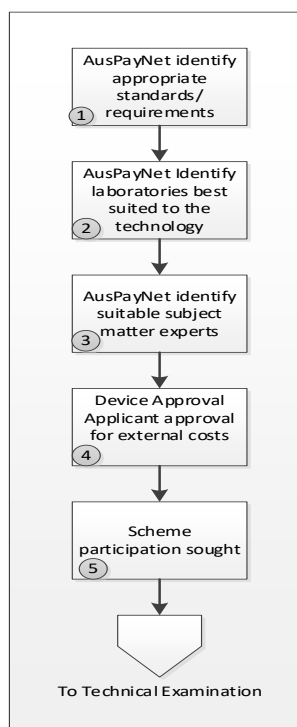 AusPayNet identify
appropriate
standards/
requirements
1
AusPayNet Identify
laboratories best
suited to the
technology
2
AusPayNet identify
suitable subject
matter experts
3
Device Approval
Applicant approval
for external costs
4
Scheme
participation sought
5
To Technical Examination